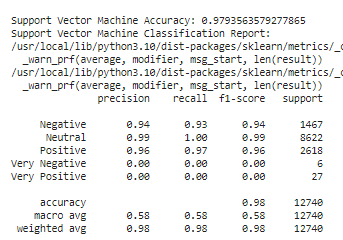 Support Vector Machine Accuracy: 0.9793563579277865
Support Vector Machine Classification Report:
/usr/local/lib/python3.10/dist-packages/sklearn/metrics/_c
_warn_prf(average, modifier, msg_start, len(result))
/usr/local/lib/python3.10/dist-packages/sklearn/metrics/_c
_warn_prf(average, modifier, msg_start, len(result))
precision recall f1-score support
Negative 0.94 0.93 0.94 1467
Neutral 0.99 1.00 0.99 8622
Positive 0.96 0.97 0.96 2618
Very Negative 0.00 0.00 0.00 6
Very Positive 0.00 0.00 0.00 27
accuracy 0.98 12740
macro avg 0.58 0.58 0.58 12740
weighted avg 0.98 0.98 0.98 12740